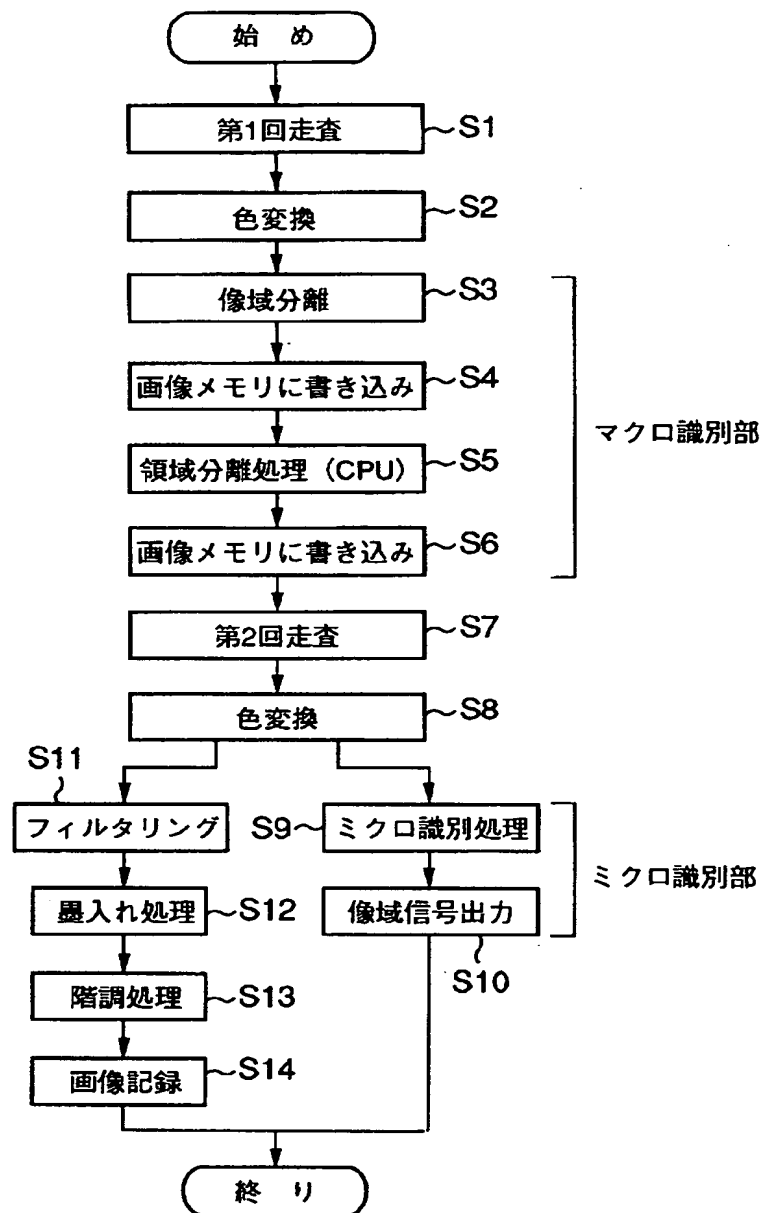 始 め
第1回走査
S1
色変換
S2
像域分離
S3
画像メモリに書き込み
S4
領域分離処理（CPU）
S5
画像メモリに書き込み
S6
マクロ識別部
第2回走査
S7
色変換
S8
S11
フィルタリング
S9
ミクロ識別処理
墨入れ処理
S12
像域信号出力
S10
ミクロ識別部
階調処理
S13
画像記録
S14
終 り